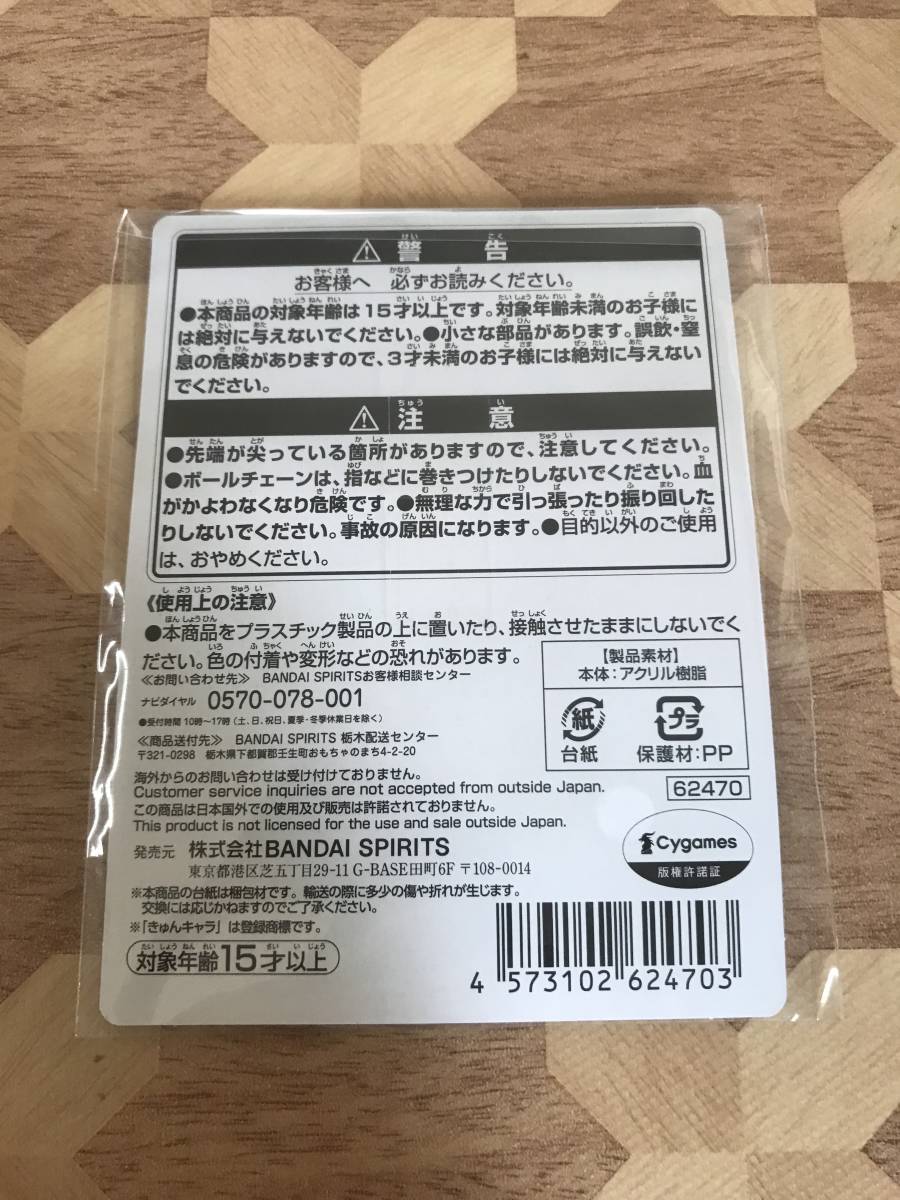 ⚠ 警告
お客様へ 必ずお読みください。
●本商品の対象年齢は15才以上です。対象年齢未満のお子様に
は絶対に与えないでください。●小さな部品があります。誤飲・窒
息の危険がありますので、3才未満のお子様には絶対に与えない
でください。
⚠ 注意
●先端が尖っている箇所がありますので、注意してください。
●ボールチェーンは、指などに巻きつけたりしないでください。血
がかよわなくなり危険です。●無理な力で引っ張ったり振り回した
りしないでください。事故の原因になります。●目的以外のご使用
は、おやめください。
《使用上の注意》
●本商品をプラスチック製品の上に置いたり、接触させたままにしないでく
ださい。色の付着や変形などの恐れがあります。
≪お問い合わせ先≫ BANDAI SPIRITSお客様相談センター
ナビダイヤル 0570-078-001
●受付時間 10時～17時(土、日、祝日、夏季・冬季休業日を除く)
≪商品送付先≫ BANDAI SPIRITS 栃木配送センター
〒321-0298 栃木県下都賀郡壬生町おもちゃのまち4-2-20
【製品素材】
本体:アクリル樹脂
紙
台紙
プラ
保護材:PP
海外からのお問い合わせは受け付けておりません。
Customer service inquiries are not accepted from outside Japan.
62470
この商品は日本国外での使用及び販売は許諾されておりません。
This product is not licensed for the use and sale outside Japan.
発売元 株式会社BANDAI SPIRITS
東京都港区芝五丁目29-11 G-BASE田町6F 〒108-0014
Cygames
版権許諾証
※本商品の台紙は梱包材です。輸送の際に多少の傷や折れが生じます。
交換には応じかねますのでご了承ください。
※「きゅんキャラ」は登録商標です。
対象年齢15才以上
4 573102 624703